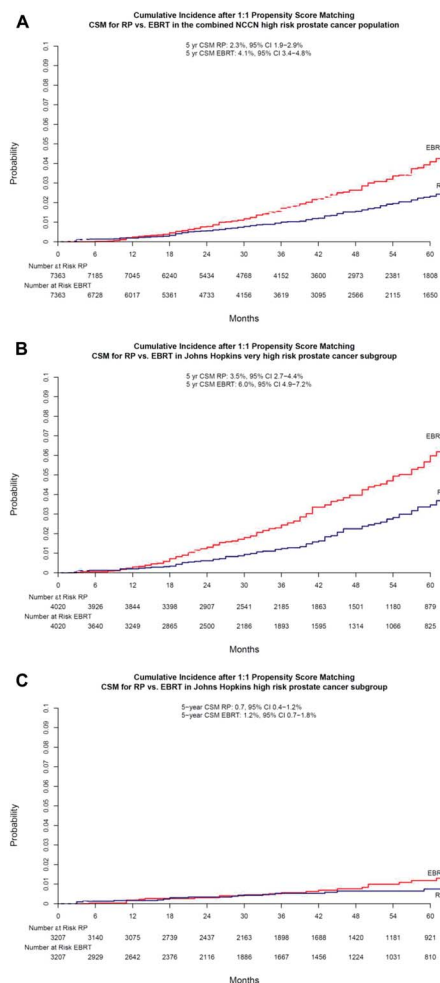 A
Cumulative Incidence after 1:1 Propensity Score Matching
CSM for RP vs. EBRT in the combined NCCN high risk prostate cancer population
5 yr CSM RP: 2.3%, 95% CI 1.9−2.9%
5 yr CSM EBRT: 4.1%, 95% CI 3.4−4.8%
Probability
0.1
0.09
0.08
0.07
0.06
0.05
0.04
0.03
0.02
0.01
0
EBR
R
0 6 12 18 24 30 36 42 48 54 60
Number at Risk RP
7363 7185 7045 6240 5434 4768 4152 3600 2973 2381 1808
Number at Risk EBRT
7363 6728 6017 5361 4733 4156 3619 3095 2566 2115 1650
Months
B
Cumulative Incidence after 1:1 Propensity Score Matching
CSM for RP vs. EBRT in Johns Hopkins very high risk prostate cancer subgroup
5 yr CSM RP: 3.5%, 95% CI 2.7−4.4%
5 yr CSM EBRT: 6.0%, 95% CI 4.9−7.2%
Probability
0.1
0.09
0.08
0.07
0.06
0.05
0.04
0.03
0.02
0.01
0
EBR
R
0 6 12 18 24 30 36 42 48 54 60
Number at Risk RP
4020 3926 3844 3398 2907 2541 2185 1863 1501 1180 879
Number at Risk EBRT
4020 3640 3249 2865 2500 2186 1893 1595 1314 1066 825
Months
C
Cumulative Incidence after 1:1 Propensity Score Matching
CSM for RP vs. EBRT in Johns Hopkins high risk prostate cancer subgroup
5−year CSM RP: 0.7, 95% CI 0.4−1.2%
5−year CSM EBRT: 1.2%, 95% CI 0.7−1.8%
Probability
0.1
0.09
0.08
0.07
0.06
0.05
0.04
0.03
0.02
0.01
0
EBR
R
0 6 12 18 24 30 36 42 48 54 60
Number at Risk RP
3207 3140 3075 2739 2437 2163 1898 1688 1420 1181 921
Number at Risk EBRT
3207 2929 2642 2376 2116 1886 1667 1456 1224 1031 810
Months